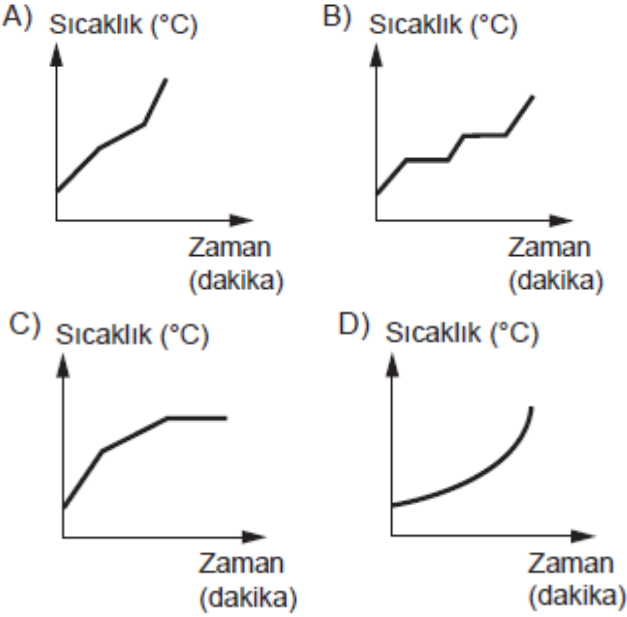 A) Sıcaklık (°C)
B) Sıcaklık (°C)
Zaman
(dakika)
Zaman
(dakika)
C) Sıcaklık (°C)
D) Sıcaklık (°C)
Zaman
(dakika)
Zaman
(dakika)